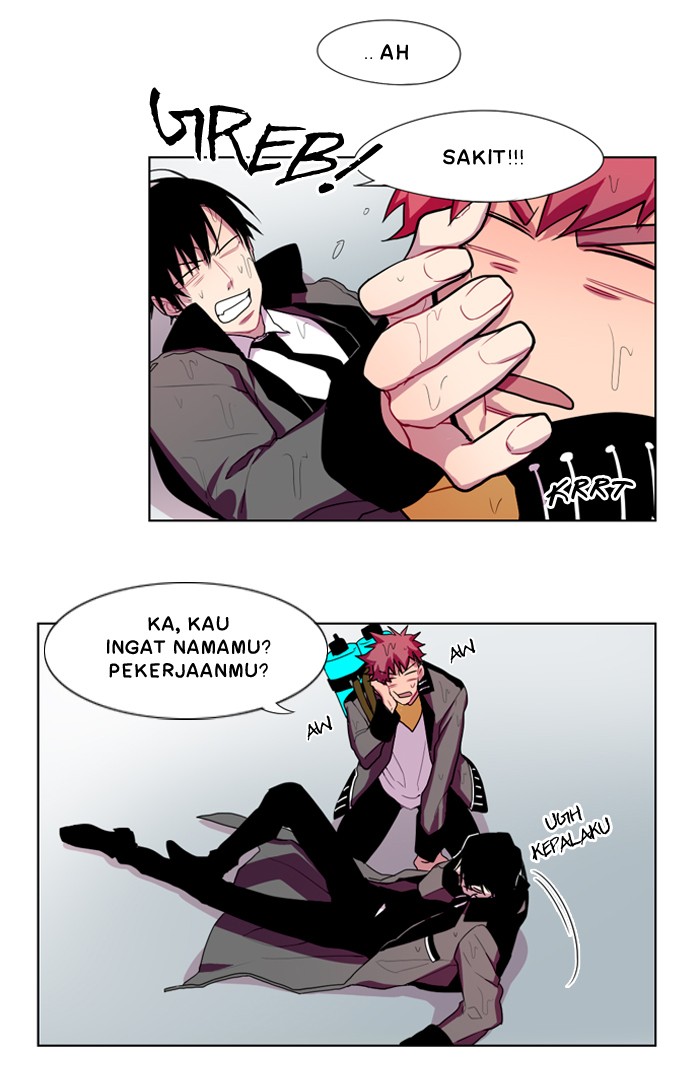 .. AH
GREB!
SAKIT!!!
KRRT
KA, KAU
INGAT NAMAMU?
PEKERJAANMU?
AW
AW
UGH
KEPALAKU